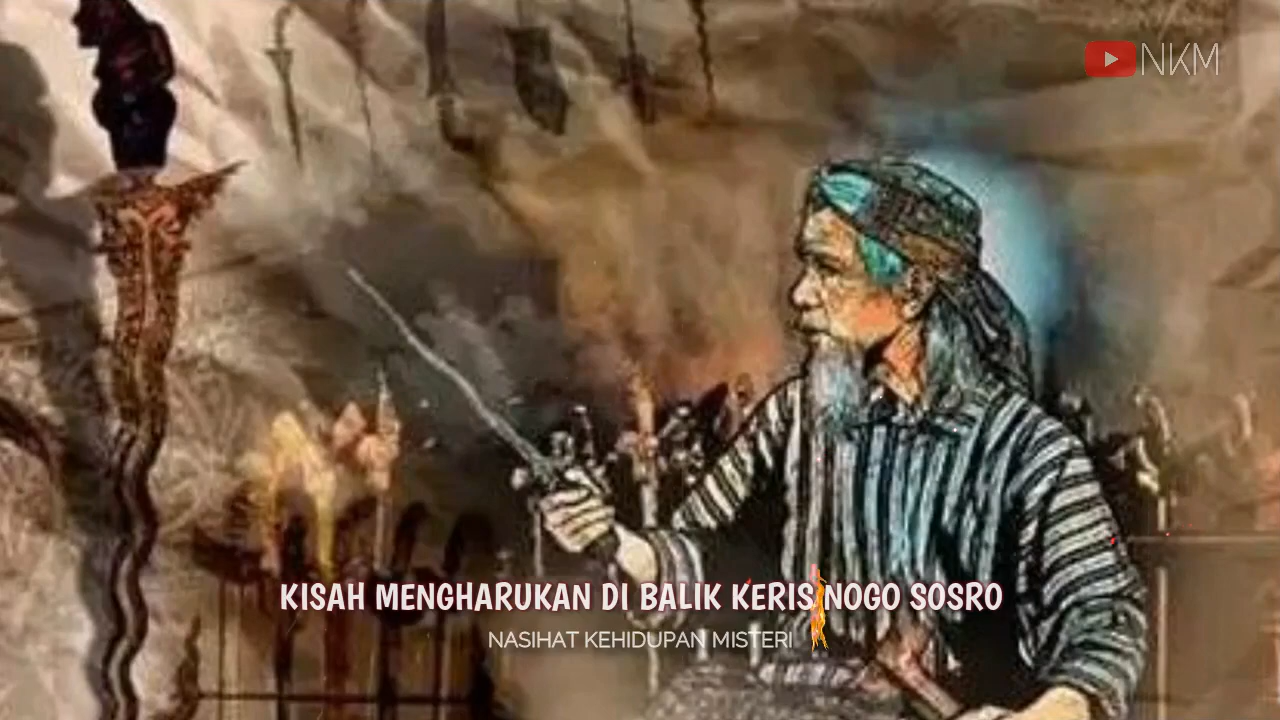 NKM
KISAH MENGHARUKAN DI BALIK KERIS NOGO SOSRO
NASIHAT KEHIDUPAN MISTERI